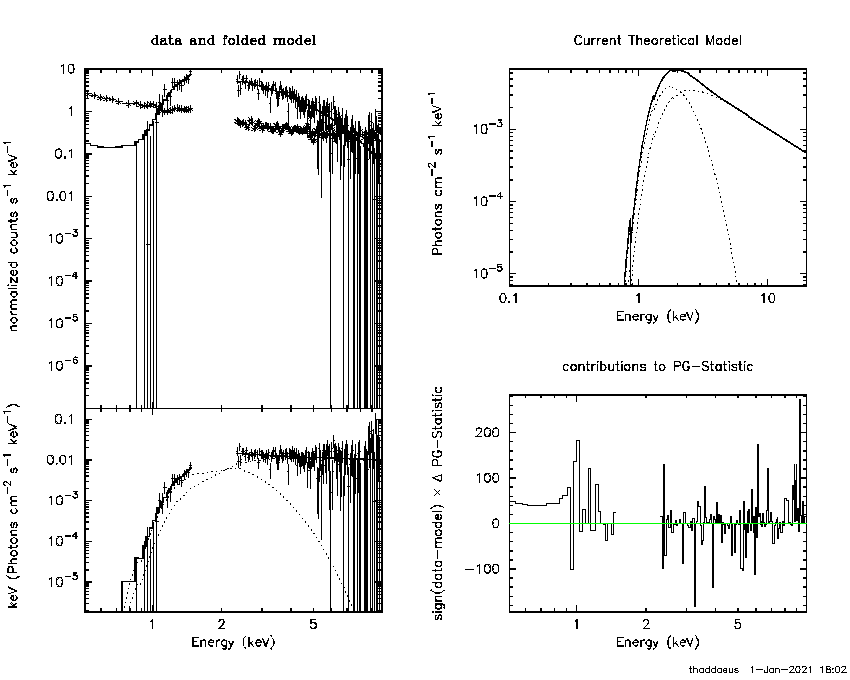 data and folded model
normalized counts s⁻¹ keV⁻¹
10
1
0.1
0.01
10⁻³
10⁻⁴
10⁻⁵
10⁻⁶
keV (Photons cm⁻² s⁻¹ keV⁻¹)
0.1
0.01
10⁻³
10⁻⁴
10⁻⁵
1
2
5
Energy (keV)
Current Theoretical Model
Photons cm⁻² s⁻¹ keV⁻¹
10⁻³
10⁻⁴
10⁻⁵
0.1
1
10
Energy (keV)
contributions to PG-Statistic
sign(data-model) × Δ PG-Statistic
200
100
0
-100
1
2
5
Energy (keV)
thaddaeus 1-Jan-2021 18:02